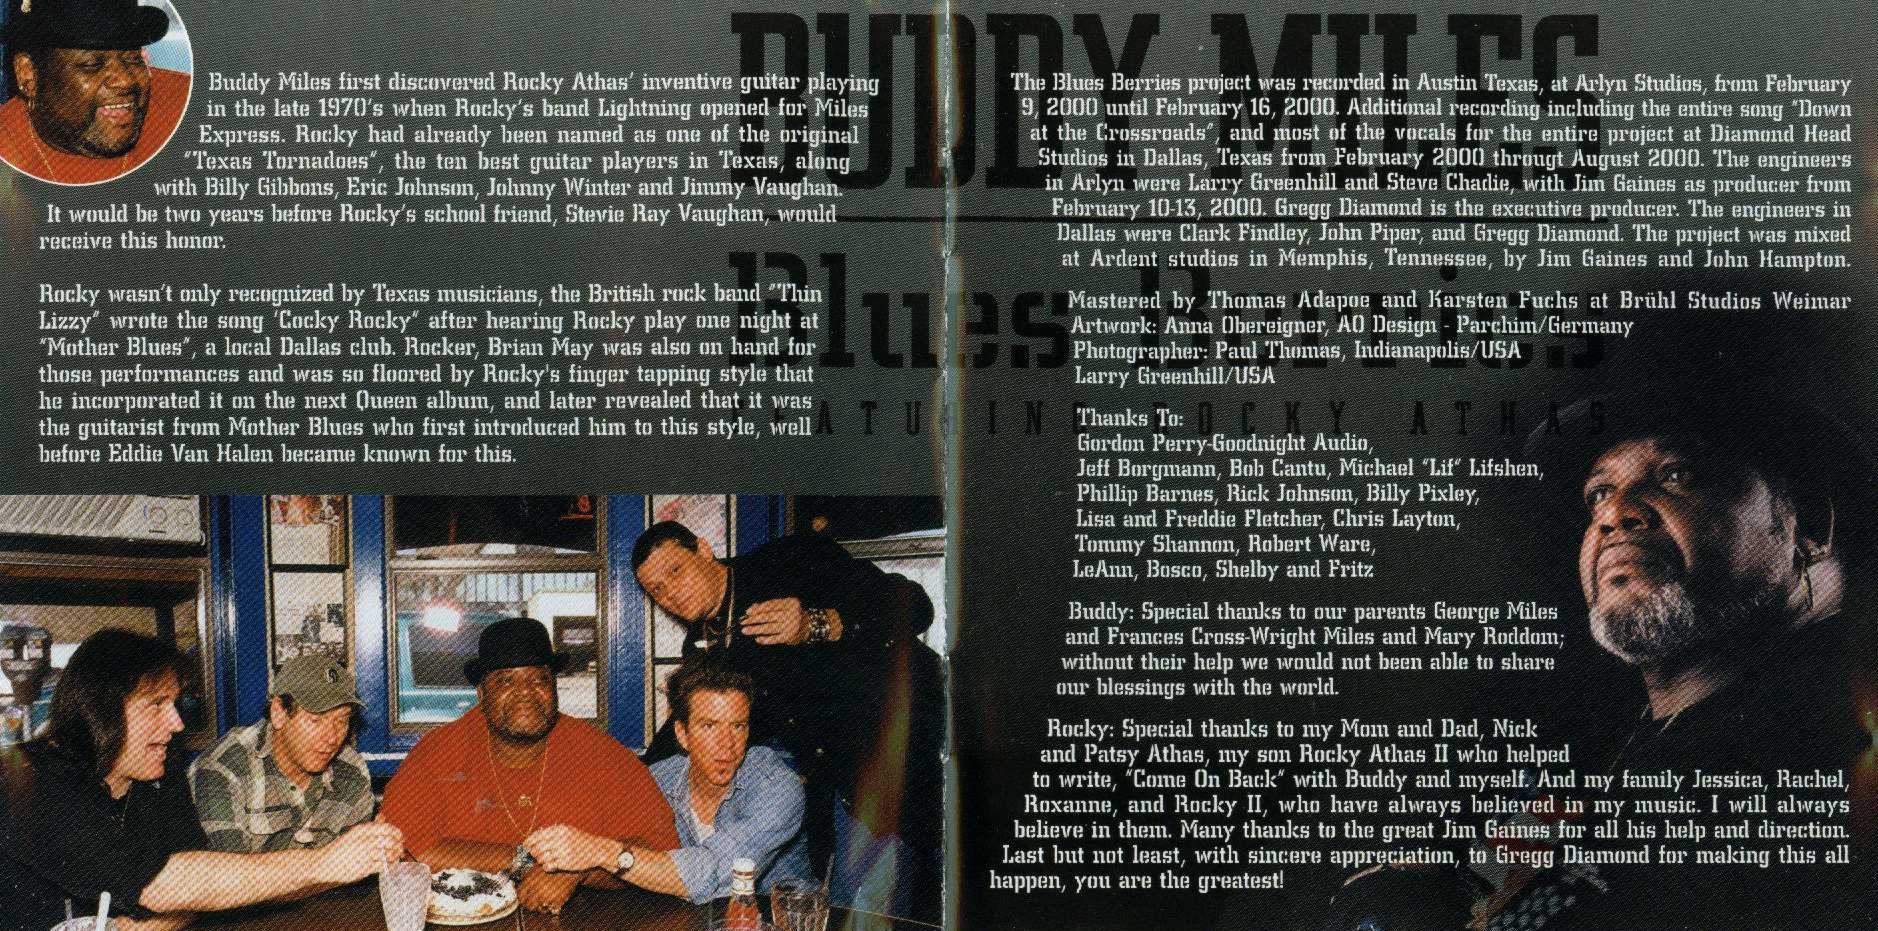 BUDDY MILES
Blues Berries
FEATURING ROCKY ATHAS
Buddy Miles first discovered Rocky Athas' inventive guitar playing
in the late 1970's when Rocky's band Lightning opened for Miles
Express. Rocky had already been named as one of the original
"Texas Tornadoes", the ten best guitar players in Texas, along
with Billy Gibbons, Eric Johnson, Johnny Winter and Jimmy Vaughan.
It would be two years before Rocky's school friend, Stevie Ray Vaughan, would
receive this honor.
Rocky wasn't only recognized by Texas musicians, the British rock band "Thin
Lizzy" wrote the song 'Cocky Rocky" after hearing Rocky play one night at
"Mother Blues", a local Dallas club. Rocker, Brian May was also on hand for
those performances and was so floored by Rocky's finger tapping style that
he incorporated it on the next Queen album, and later revealed that it was
the guitarist from Mother Blues who first introduced him to this style, well
before Eddie Van Halen became known for this.
The Blues Berries project was recorded in Austin Texas, at Arlyn Studios, from February
9, 2000 until February 16, 2000. Additional recording including the entire song "Down
at the Crossroads", and most of the vocals for the entire project at Diamond Head
Studios in Dallas, Texas from February 2000 througt August 2000. The engineers
in Arlyn were Larry Greenhill and Steve Chadie, with Jim Gaines as producer from
February 10-13, 2000. Gregg Diamond is the executive producer. The engineers in
Dallas were Clark Findley, John Piper, and Gregg Diamond. The project was mixed
at Ardent studios in Memphis, Tennessee, by Jim Gaines and John Hampton.
Mastered by Thomas Adapoe and Karsten Fuchs at Brühl Studios Weimar
Artwork: Anna Obereigner, AO Design - Parchim/Germany
Photographer: Paul Thomas, Indianapolis/USA
Larry Greenhill/USA
Thanks To:
Gordon Perry-Goodnight Audio,
Jeff Borgmann, Bob Cantu, Michael "Lif" Lifshen,
Phillip Barnes, Rick Johnson, Billy Pixley,
Lisa and Freddie Fletcher, Chris Layton,
Tommy Shannon, Robert Ware,
LeAnn, Bosco, Shelby and Fritz
Buddy: Special thanks to our parents George Miles
and Frances Cross-Wright Miles and Mary Roddom;
without their help we would not been able to share
our blessings with the world.
Rocky: Special thanks to my Mom and Dad, Nick
and Patsy Athas, my son Rocky Athas II who helped
to write, "Come On Back" with Buddy and myself. And my family Jessica, Rachel,
Roxanne, and Rocky II, who have always believed in my music. I will always
believe in them. Many thanks to the great Jim Gaines for all his help and direction.
Last but not least, with sincere appreciation, to Gregg Diamond for making this all
happen, you are the greatest!